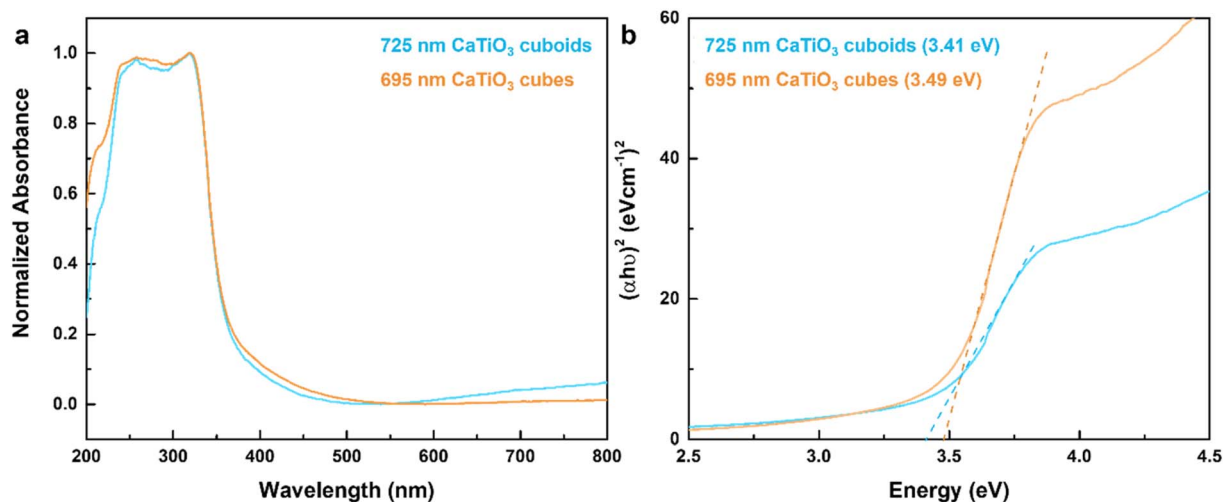 a
725 nm CaTiO₃ cuboids
695 nm CaTiO₃ cubes
1.0
0.8
0.6
0.4
0.2
0.0
Normalized Absorbance
200 300 400 500 600 700 800
Wavelength (nm)
b
725 nm CaTiO₃ cuboids (3.41 eV)
695 nm CaTiO₃ cubes (3.49 eV)
60
40
20
0
(αhυ)² (eVcm⁻¹)²
2.5 3.0 3.5 4.0 4.5
Energy (eV)